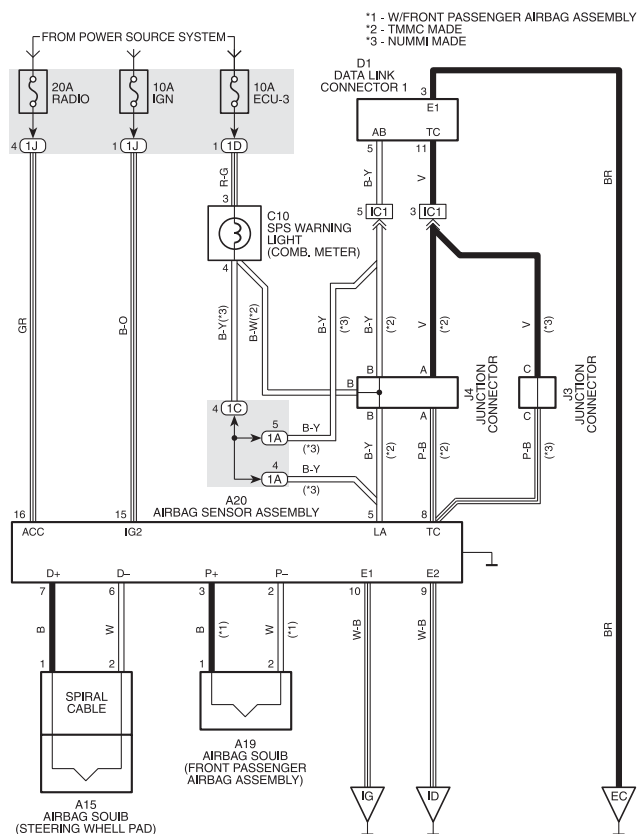 *1 - W/FRONT PASSENGER AIRBAG ASSEMBLY
*2 - TMMC MADE
*3 - NUMMI MADE
FROM POWER SOURCE SYSTEM
20A
RADIO
10A
IGN
10A
ECU-3
D1
DATA LINK
CONNECTOR 1
3
E1
AB
TC
4 1J
1 1J
1 1D
5
11
R-G
B-Y
V
BR
3
5 IC1
3 IC1
C10
SPS WARNING
LIGHT
(COMB. METER)
4
GR
B-O
B-Y(*3)
B-W(*2)
B-Y
(*3)
B-Y
(*2)
V
(*2)
V
(*3)
B
A
C
B
J4
JUNCTION
CONNECTOR
J3
JUNCTION
CONNECTOR
B
A
C
4 1C
5
1A
B-Y
(*3)
4
1A
B-Y
(*3)
B-Y
(*2)
P-B
(*2)
P-B
(*3)
A20
AIRBAG SENSOR ASSEMBLY
16
15
5
8
ACC
IG2
LA
TC
D+
D–
P+
P–
E1
E2
7
6
3
2
10
9
B
W
B
(*1)
W
(*1)
W-B
W-B
BR
1
2
1
2
SPIRAL
CABLE
A19
AIRBAG SOUIB
(FRONT PASSENGER
AIRBAG ASSEMBLY)
A15
AIRBAG SOUIB
(STEERING WHELL PAD)
IG
ID
EC